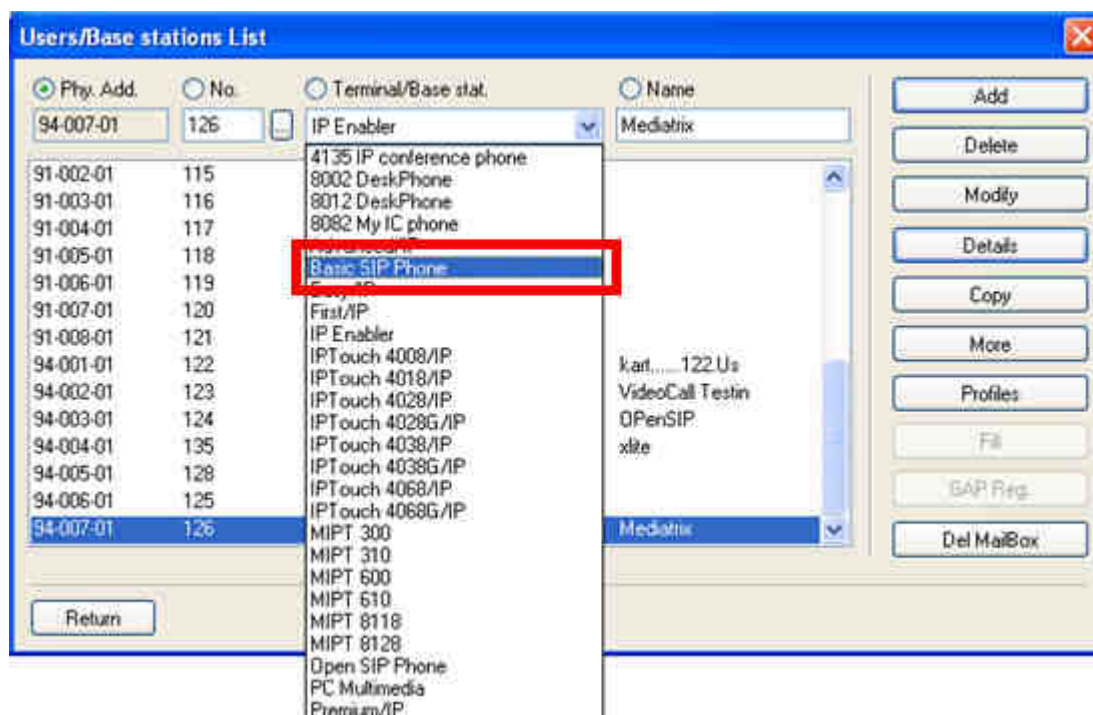 Users/Base stations List
Phy. Add. No. Terminal/Base stat. Name
94-007-01 126 ... IP Enabler Mediatrix
4135 IP conference phone
8002 DeskPhone
8012 DeskPhone
8082 My IC phone
Basic SIP Phone
First/IP
IP Enabler
IPTouch 4008/IP
IPTouch 4018/IP
IPTouch 4028/IP
IPTouch 4028G/IP
IPTouch 4038/IP
IPTouch 4038G/IP
IPTouch 4068/IP
IPTouch 4068G/IP
MIPT 300
MIPT 310
MIPT 600
MIPT 610
MIPT 8118
MIPT 8128
Open SIP Phone
PC Multimedia
Premium/IP
91-002-01 115
91-003-01 116
91-004-01 117
91-005-01 118
91-006-01 119
91-007-01 120
91-008-01 121
94-001-01 122 kart......122.Us
94-002-01 123 VideoCall Testin
94-003-01 124 OPenSIP
94-004-01 135 xlite
94-005-01 128
94-006-01 125
94-007-01 126 Mediatrix
Return
Add
Delete
Modify
Details
Copy
More
Profiles
Fill
GAP Reg.
Del MailBox